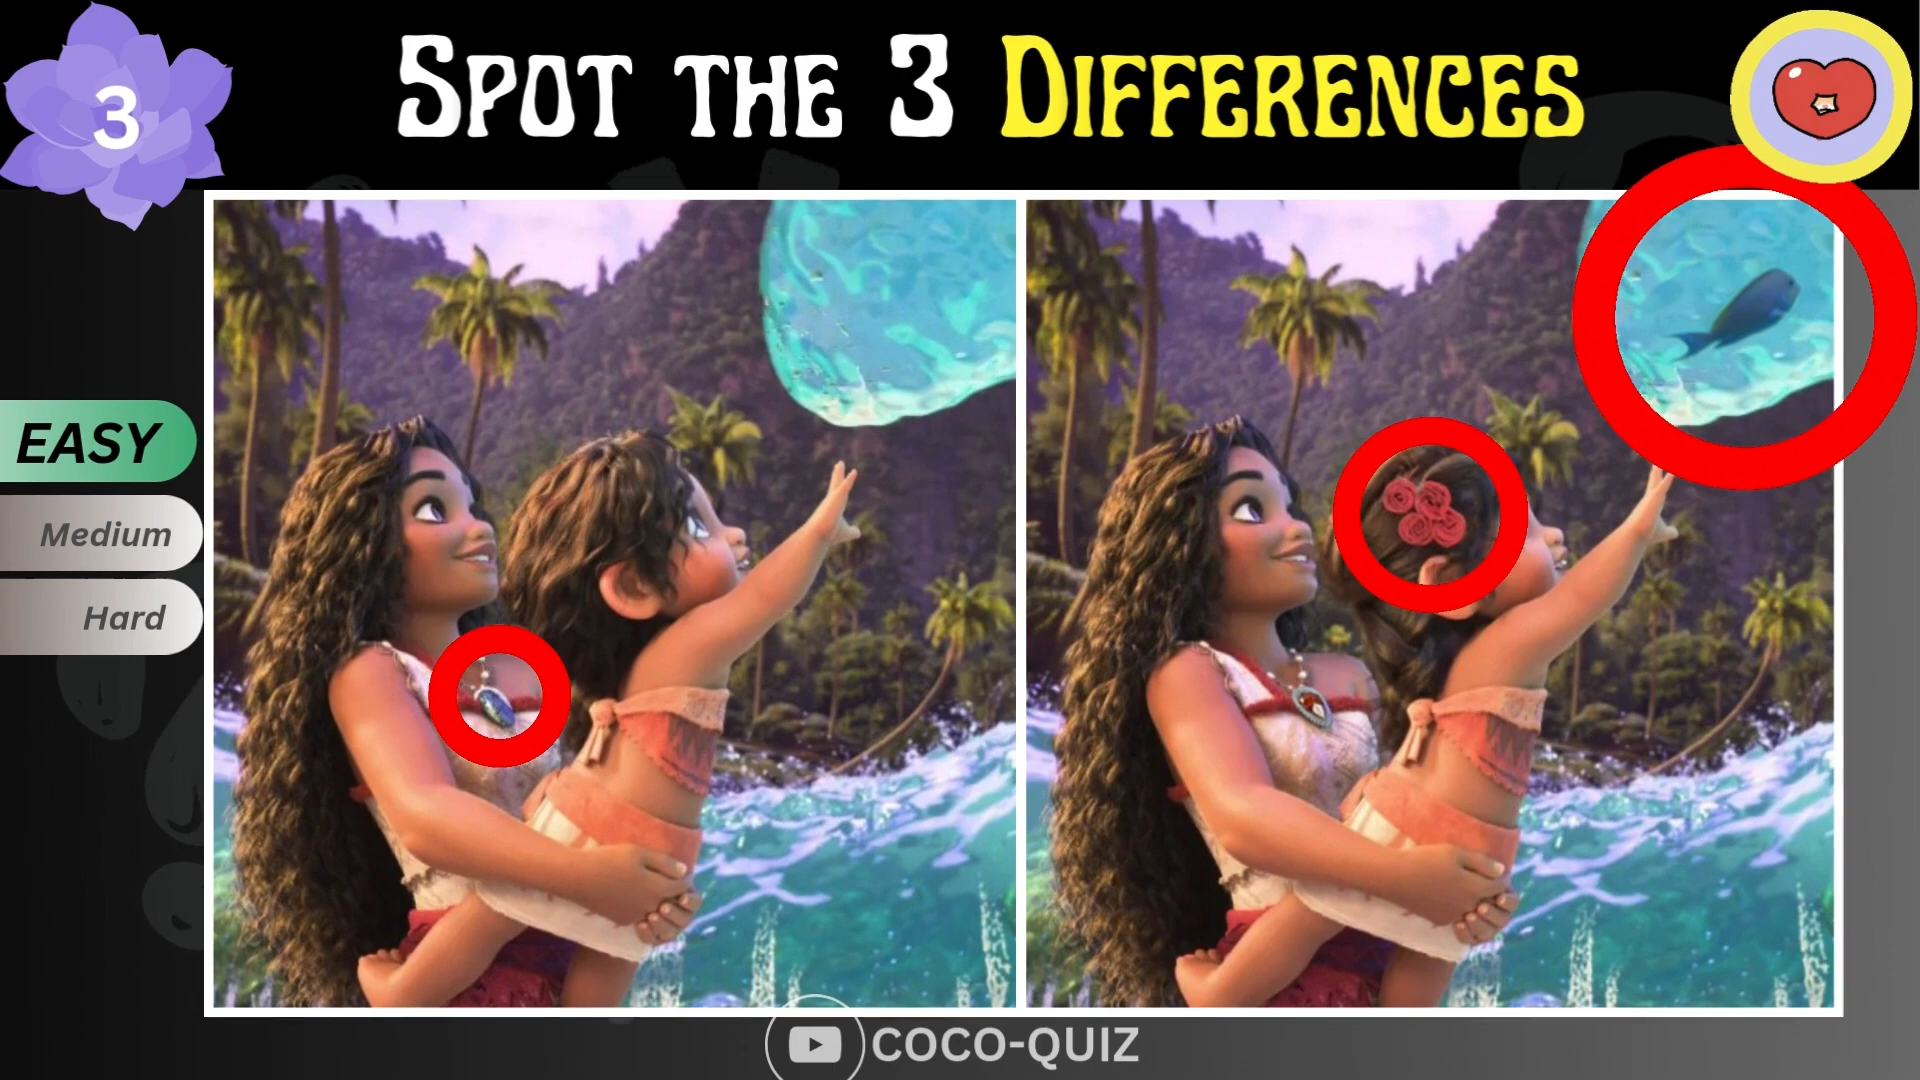 3
SPOT THE 3 DIFFERENCES
EASY
Medium
Hard
COCO-QUIZ